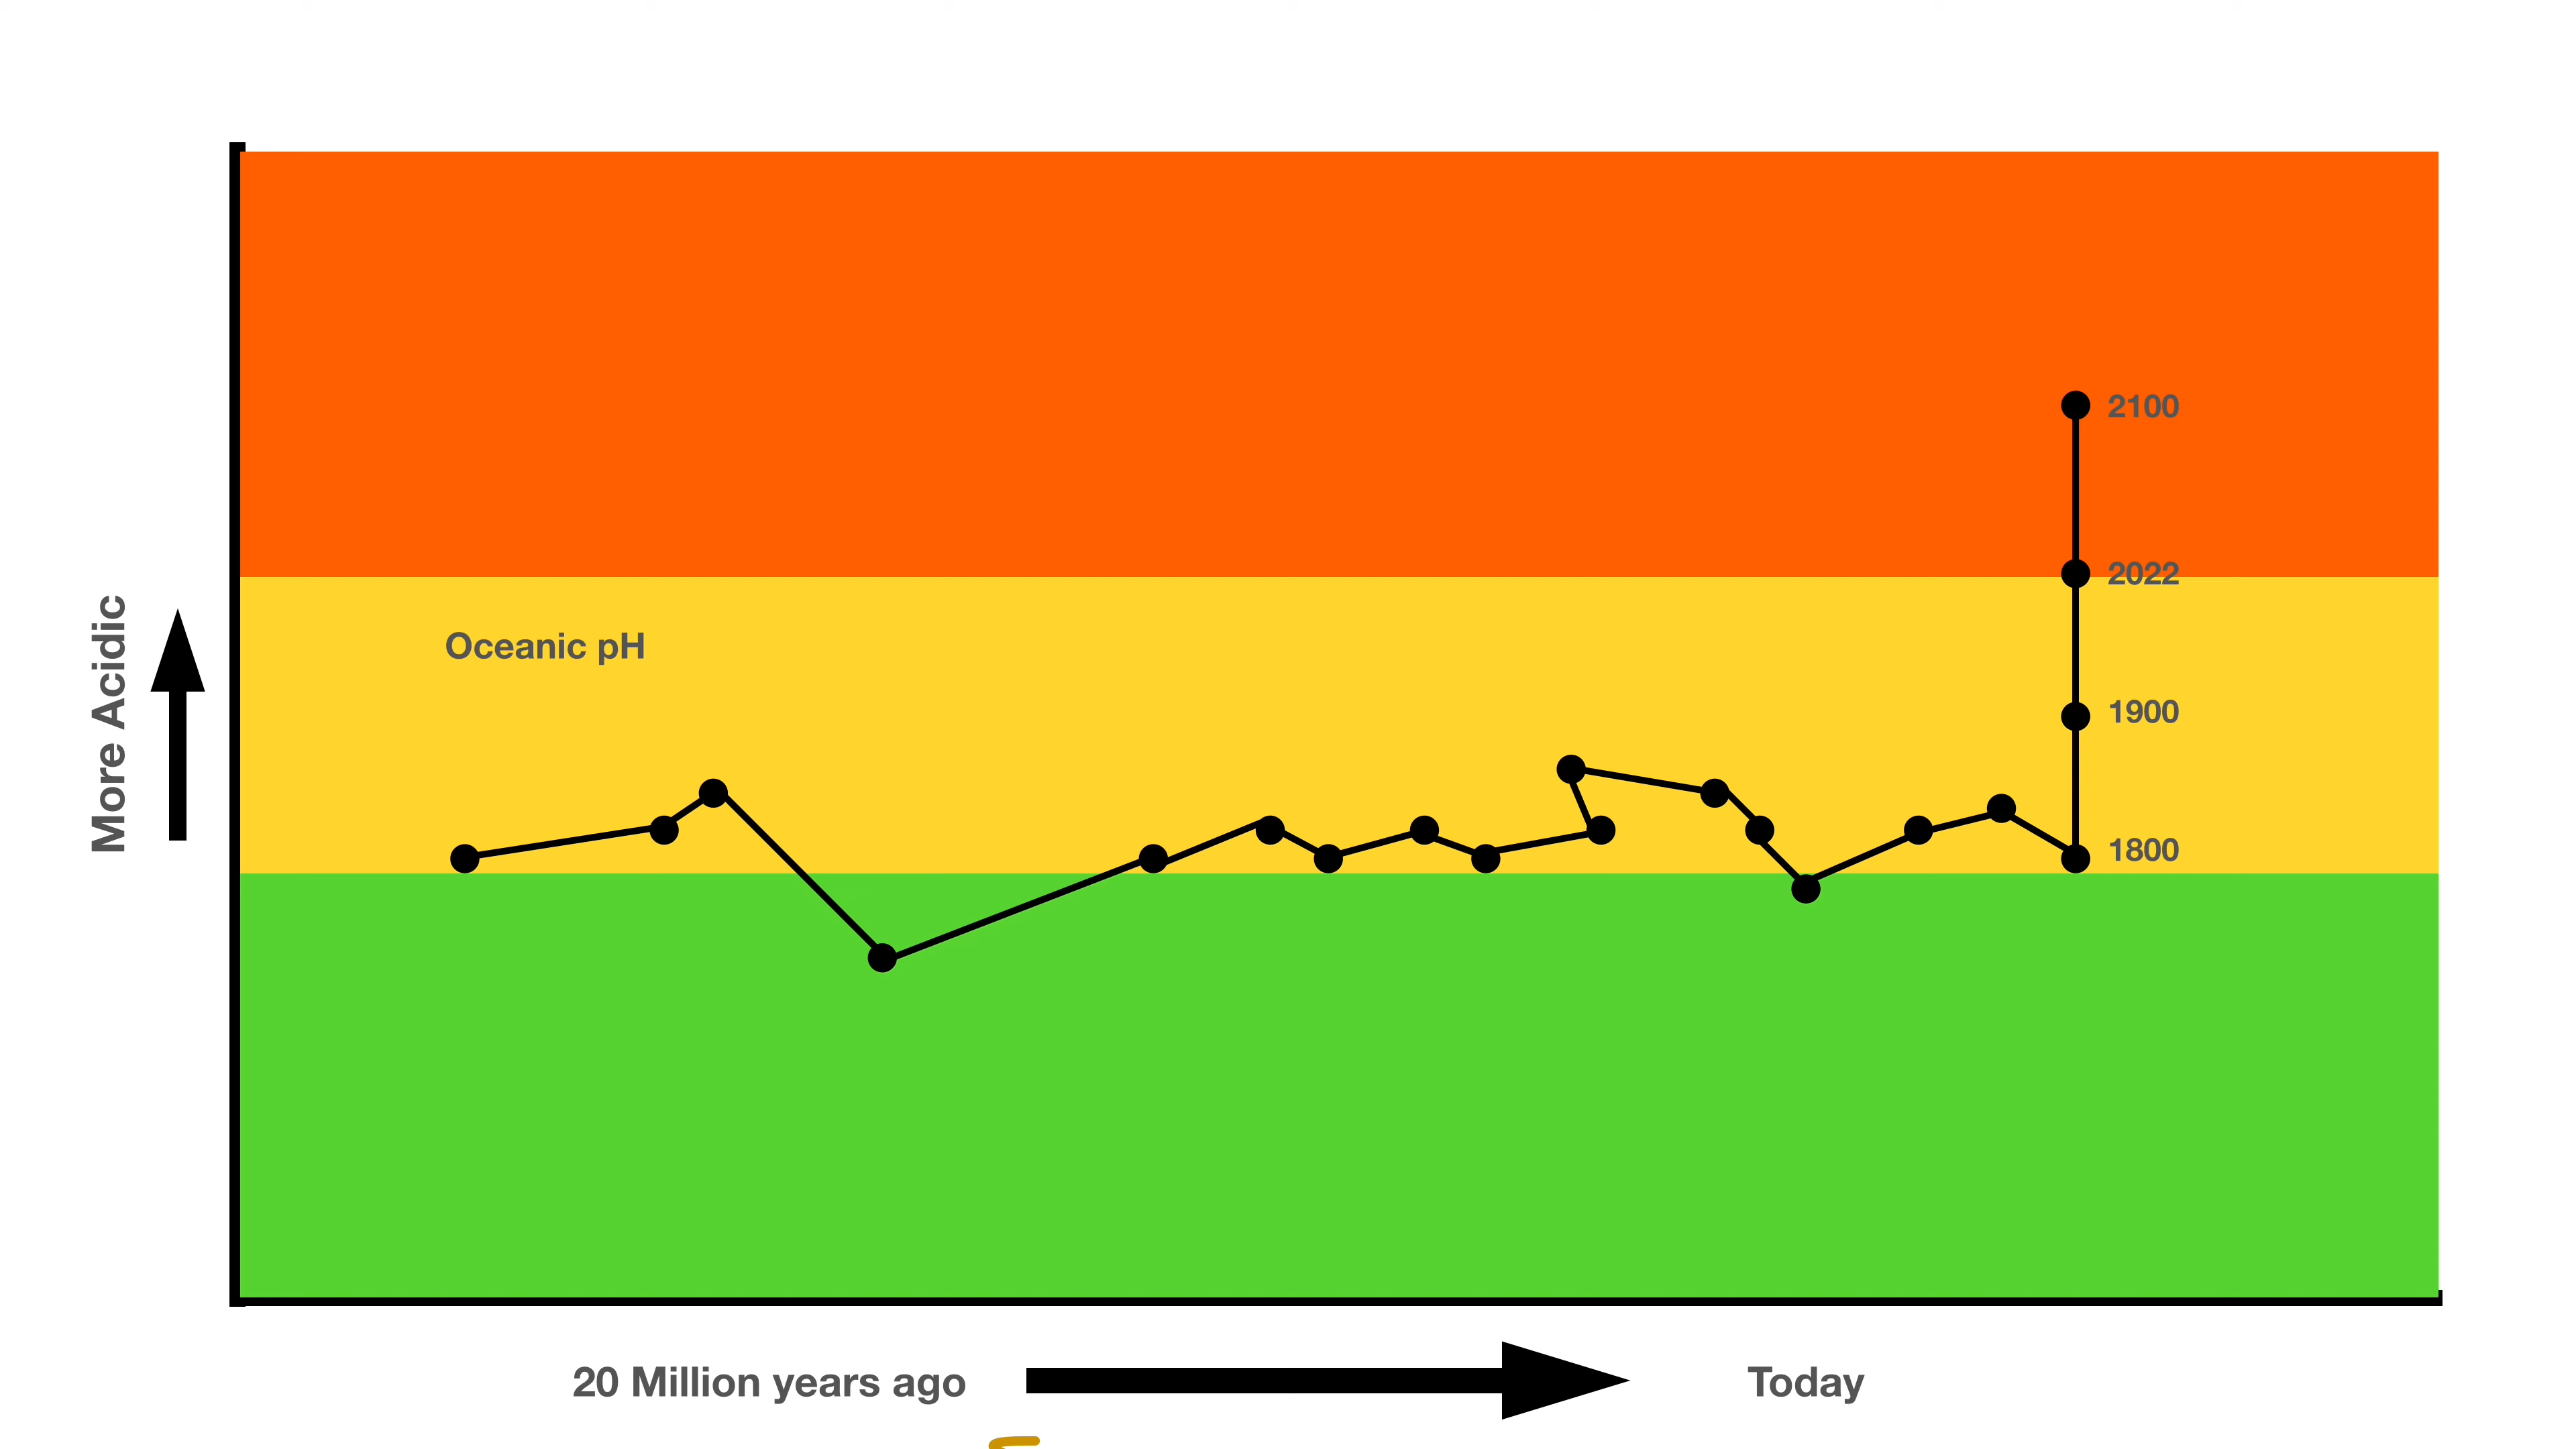 2100
2022
Oceanic pH
More Acidic
1900
1800
20 Million years ago
Today